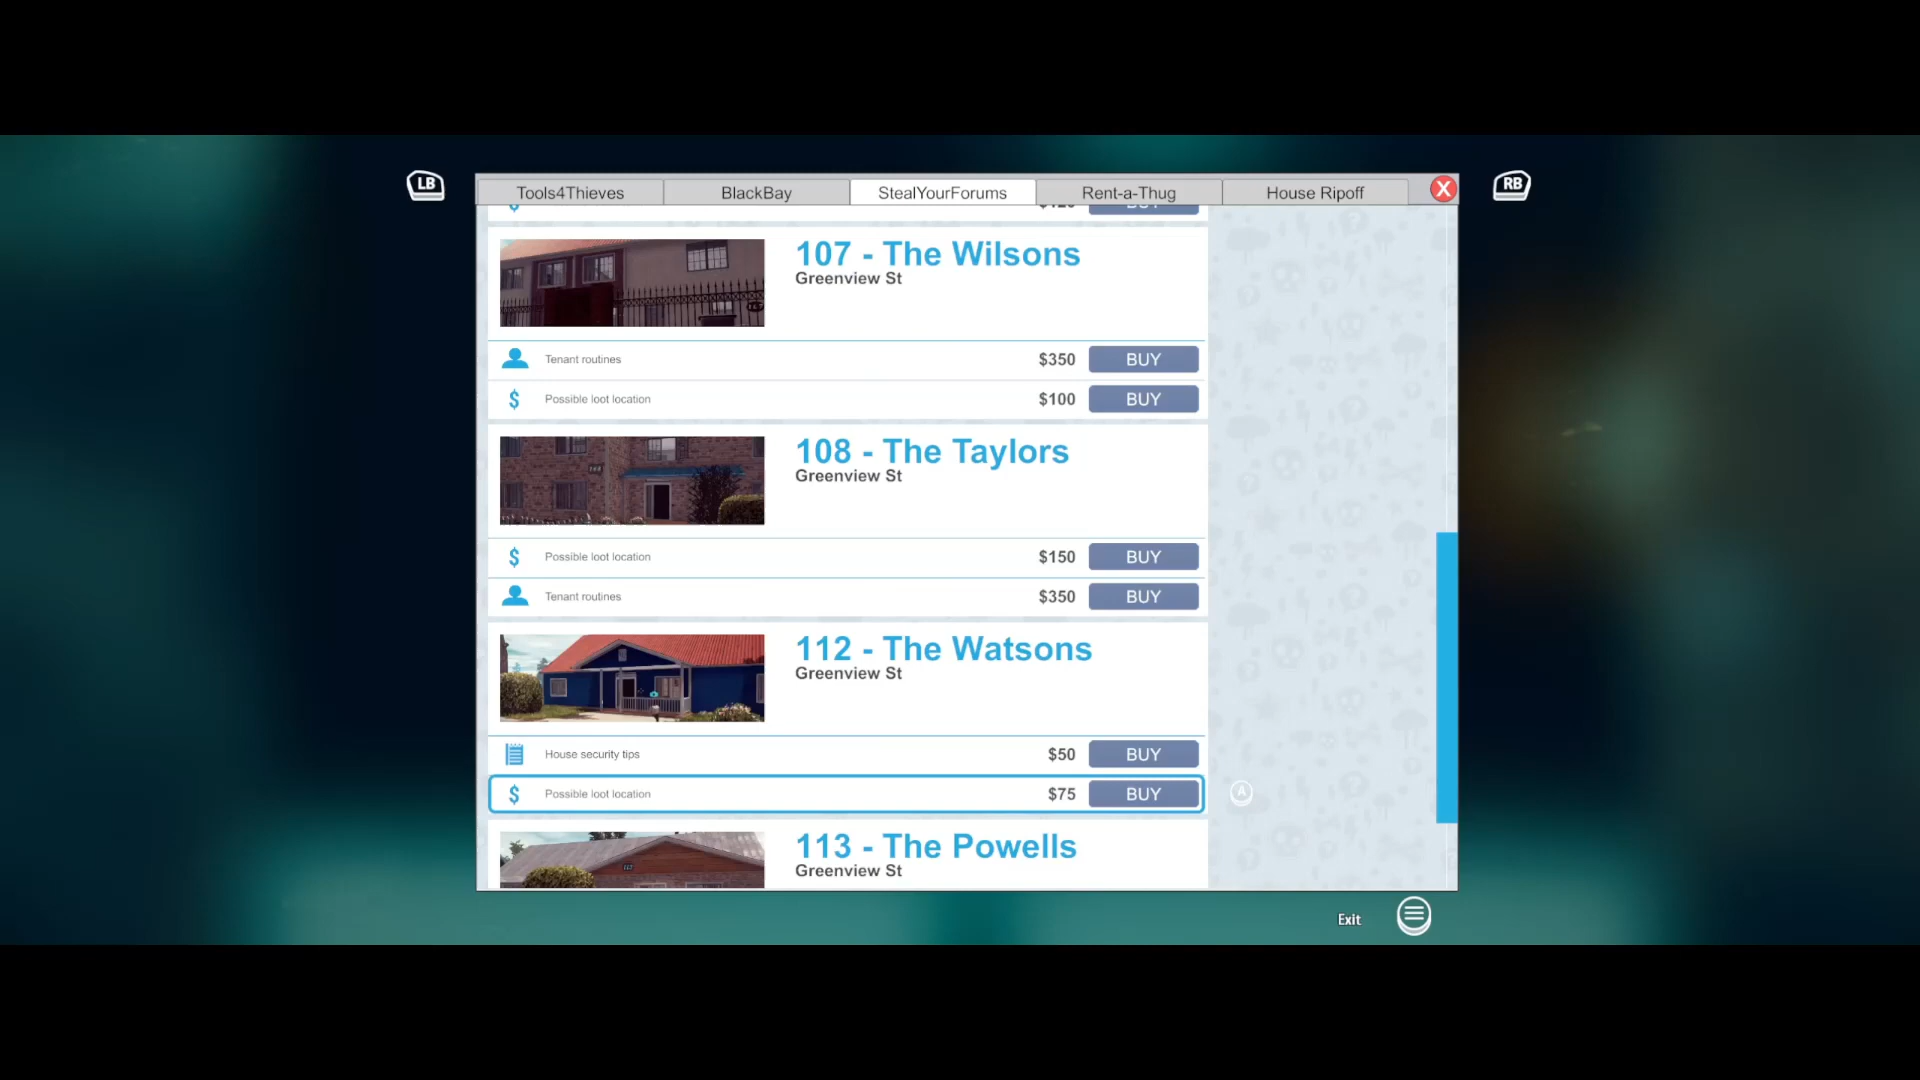 LB
Tools4Thieves
BlackBay
StealYourForums
Rent-a-Thug
House Ripoff
X
RB
107 - The Wilsons
Greenview St
Tenant routines
$350
BUY
Possible loot location
$100
BUY
108 - The Taylors
Greenview St
Possible loot location
$150
BUY
Tenant routines
$350
BUY
112 - The Watsons
Greenview St
House security tips
$50
BUY
Possible loot location
$75
BUY
A
113 - The Powells
Greenview St
Exit